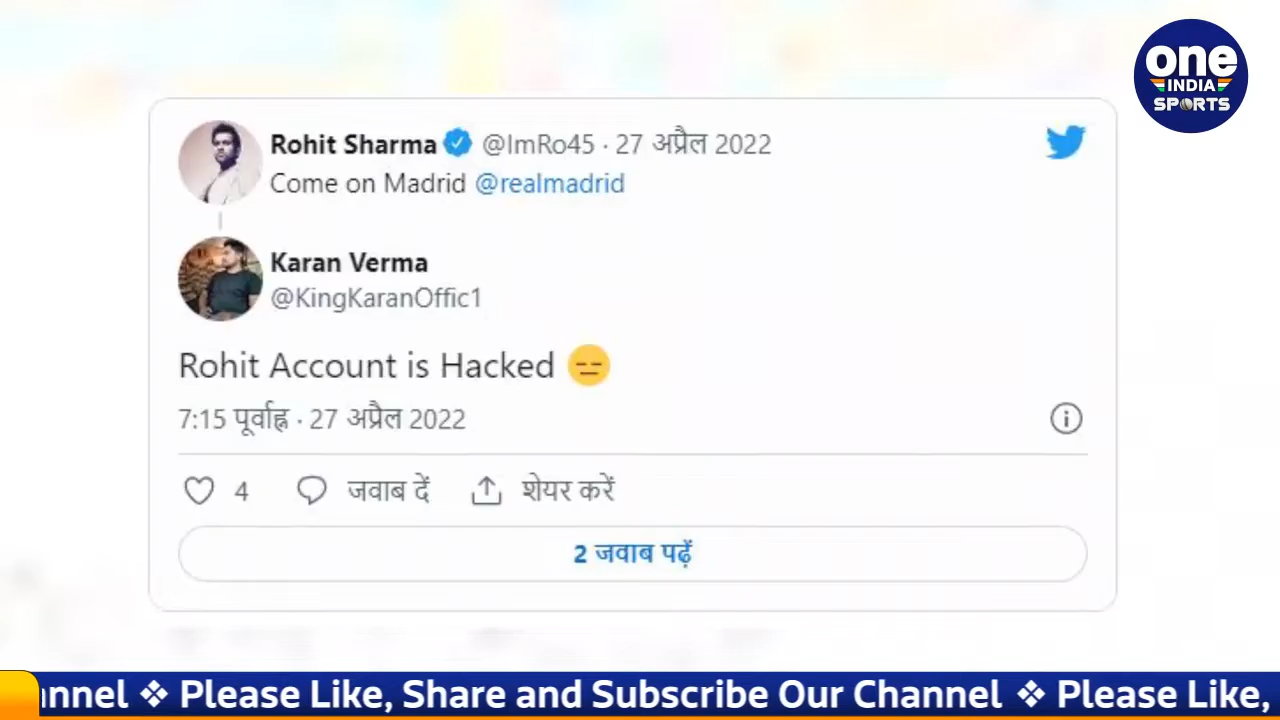 one
INDIA
SPORTS
Rohit Sharma @ImRo45 · 27 अप्रैल 2022
Come on Madrid @realmadrid
Karan Verma
@KingKaranOffic1
Rohit Account is Hacked 😑
7:15 पूर्वाह्न · 27 अप्रैल 2022
4 जवाब दें शेयर करें
2 जवाब पढ़ें
annel ❖ Please Like, Share and Subscribe Our Channel ❖ Please Like,